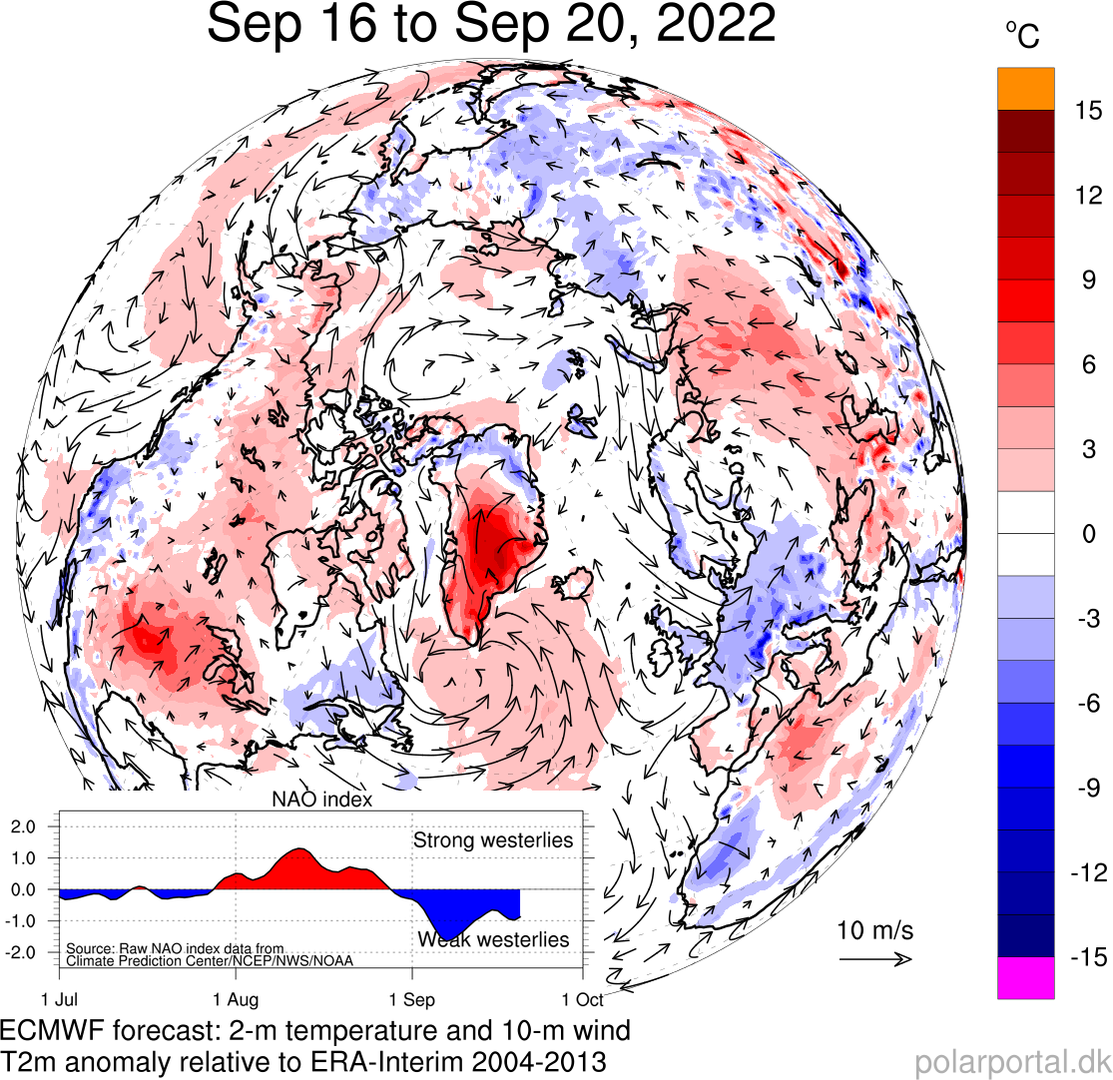 Sep 16 to Sep 20, 2022
°C
15
12
9
6
3
0
-3
-6
-9
-12
-15
NAO index
2.0
1.0
0.0
-1.0
-2.0
Strong westerlies
Weak westerlies
Source: Raw NAO index data from
Climate Prediction Center/NCEP/NWS/NOAA
1 Jul
1 Aug
1 Sep
1 Oct
10 m/s
ECMWF forecast: 2-m temperature and 10-m wind
T2m anomaly relative to ERA-Interim 2004-2013
polarportal.dk